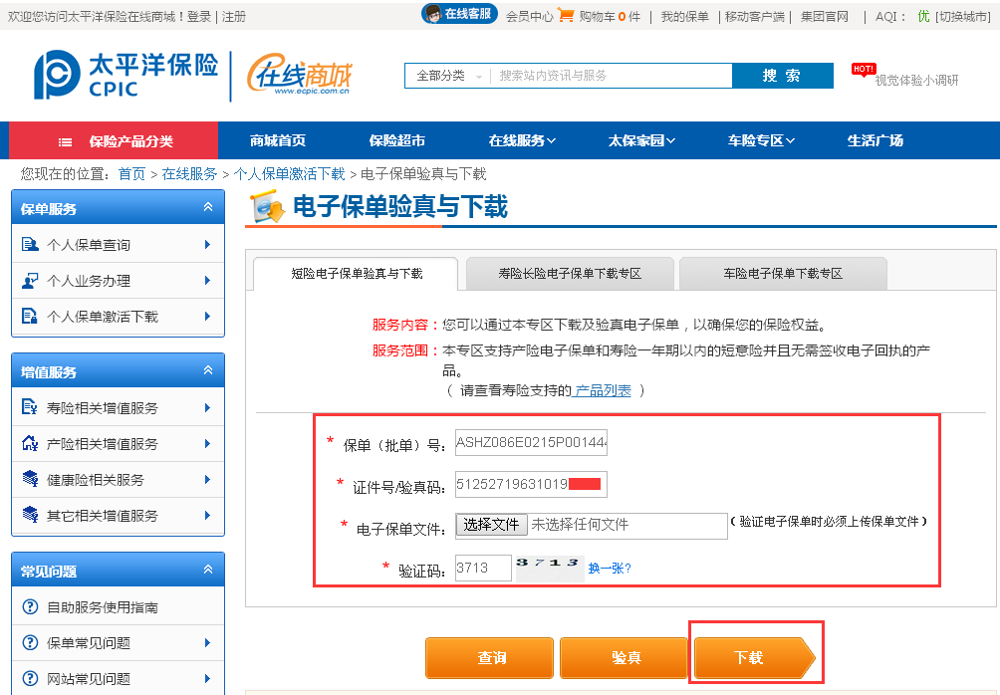 欢迎您访问太平洋保险在线商城！登录 | 注册
在线客服 会员中心 购物车 0 件 | 我的保单 | 移动客户端 | 集团官网 | AQI： 优 [切换城市]
太平洋保险
CPIC
在线商城
www.ecpic.com.cn
全部分类 搜索站内资讯与服务 搜 索
HOT!
视觉体验小调研
保险产品分类 商城首页 保险超市 在线服务 太保家园 车险专区 生活广场
您现在的位置： 首页 > 在线服务 > 个人保单激活下载 > 电子保单验真与下载
保单服务
个人保单查询
个人业务办理
个人保单激活下载
增值服务
寿险相关增值服务
产险相关增值服务
健康险相关服务
其它相关增值服务
常见问题
自助服务使用指南
保单常见问题
网站常见问题
电子保单验真与下载
短险电子保单验真与下载 寿险长险电子保单下载专区 车险电子保单下载专区
服务内容：您可以通过本专区下载及验真电子保单，以确保您的保险权益。
服务范围：本专区支持产险电子保单和寿险一年期以内的短意险并且无需签收电子回执的产
品。
（ 请查看寿险支持的 产品列表 ）
* 保单（批单）号： ASHZ086E0215P00144
* 证件号/验真码： 51252719631019
* 电子保单文件： 选择文件 未选择任何文件 （验证电子保单时必须上传保单文件）
* 验证码： 3713 3713 换一张?
查询 验真 下载